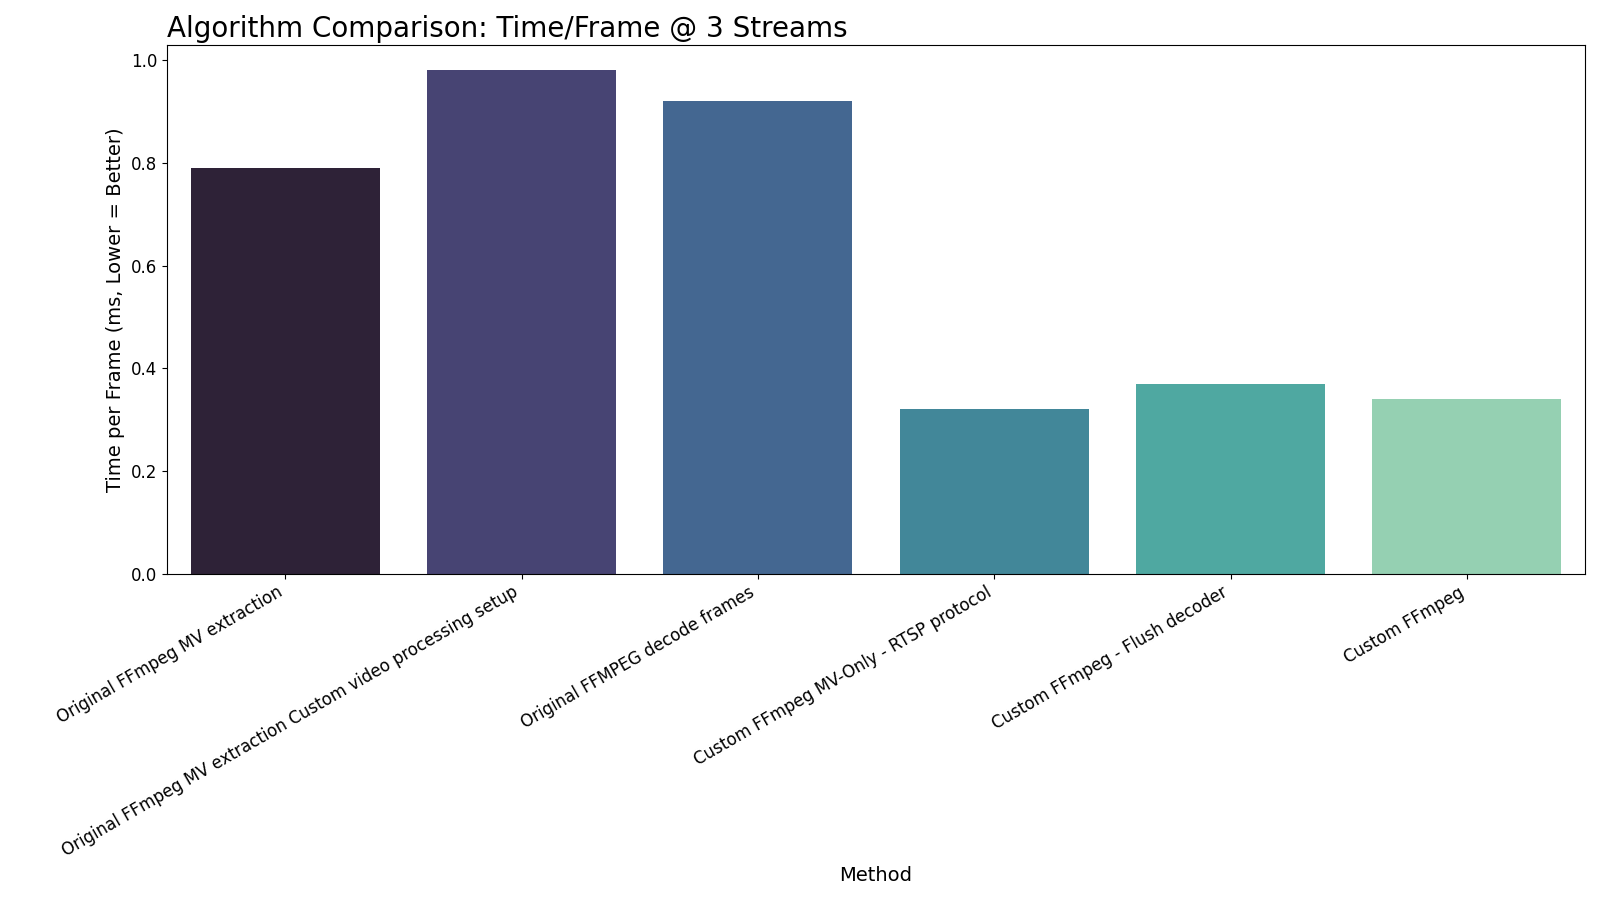 Algorithm Comparison: Time/Frame @ 3 Streams
Time per Frame (ms, Lower = Better)
1.0
0.8
0.6
0.4
0.2
0.0
Original FFmpeg MV extraction
Original FFmpeg MV extraction Custom video processing setup
Original FFMPEG decode frames
Custom FFmpeg MV-Only - RTSP protocol
Custom FFmpeg - Flush decoder
Custom FFmpeg
Method